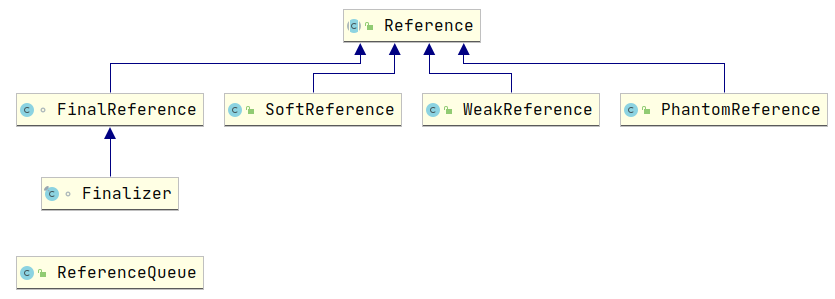 Reference
FinalReference
SoftReference
WeakReference
PhantomReference
Finalizer
ReferenceQueue